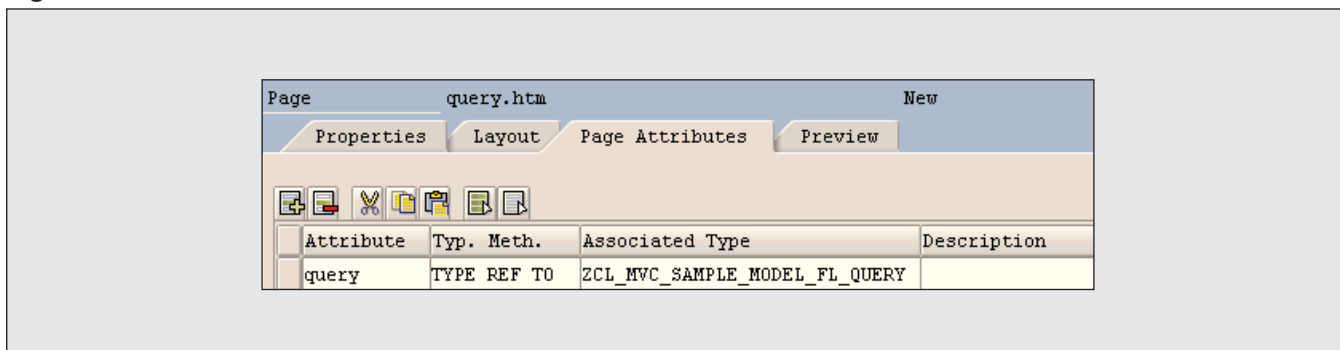 Page query.htm New
Properties Layout Page Attributes Preview
Attribute Typ. Meth. Associated Type Description
query TYPE REF TO ZCL_MVC_SAMPLE_MODEL_FL_QUERY